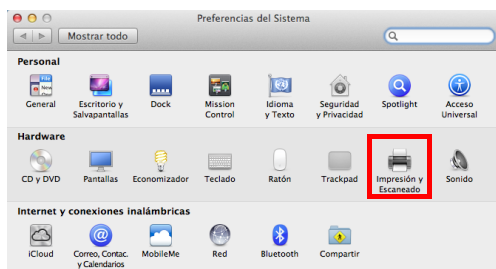 Preferencias del Sistema
Mostrar todo
Personal
File
New
General
Escritorio y
Salvapantallas
Dock
Mission
Control
Idioma
y Texto
Seguridad
y Privacidad
Spotlight
Acceso
Universal
Hardware
CD y DVD
Pantallas
Economizador
Teclado
Ratón
Trackpad
Impresión y
Escaneado
Sonido
Internet y conexiones inalámbricas
@
iCloud
Correo, Contac.
y Calendarios
MobileMe
Red
Bluetooth
Compartir